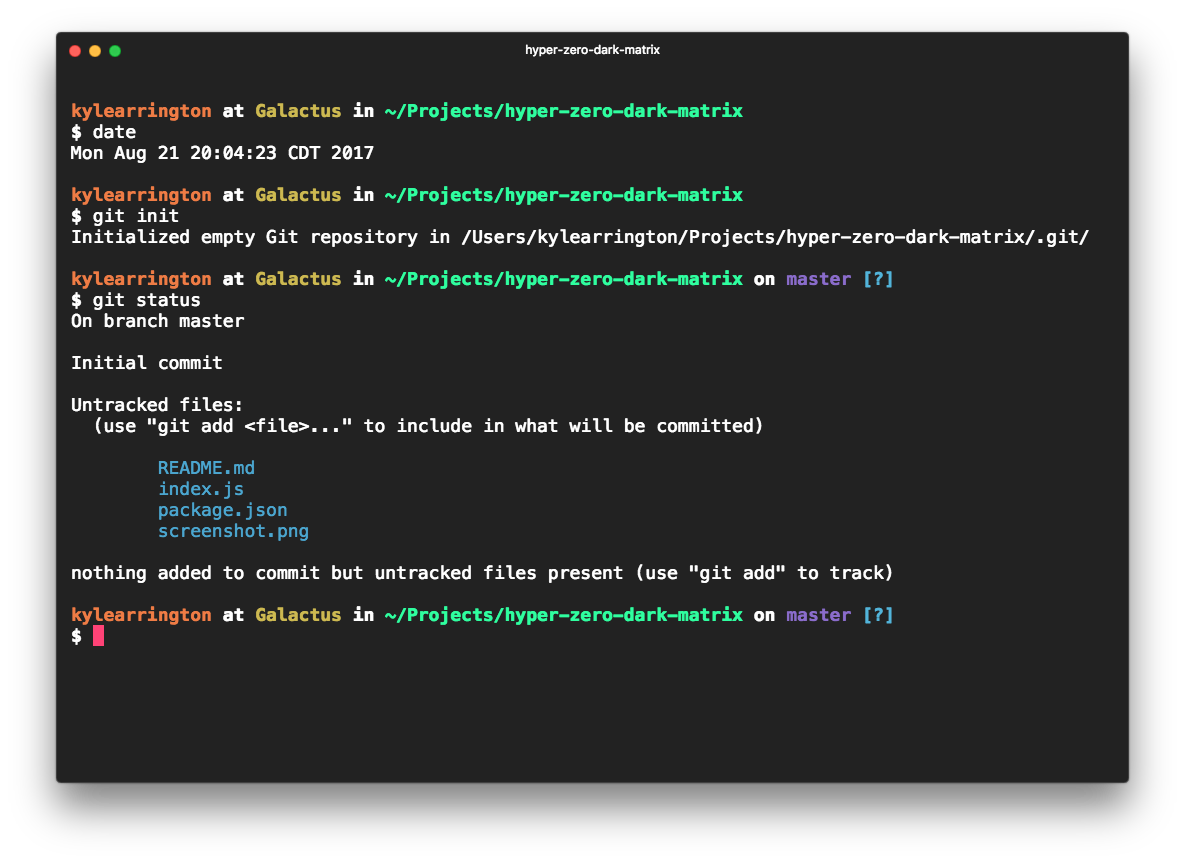 hyper-zero-dark-matrix
kylearrington at Galactus in ~/Projects/hyper-zero-dark-matrix
$ date
Mon Aug 21 20:04:23 CDT 2017
kylearrington at Galactus in ~/Projects/hyper-zero-dark-matrix
$ git init
Initialized empty Git repository in /Users/kylearrington/Projects/hyper-zero-dark-matrix/.git/
kylearrington at Galactus in ~/Projects/hyper-zero-dark-matrix on master [?]
$ git status
On branch master
Initial commit
Untracked files:
  (use "git add <file>..." to include in what will be committed)
        README.md
        index.js
        package.json
        screenshot.png
nothing added to commit but untracked files present (use "git add" to track)
kylearrington at Galactus in ~/Projects/hyper-zero-dark-matrix on master [?]
$